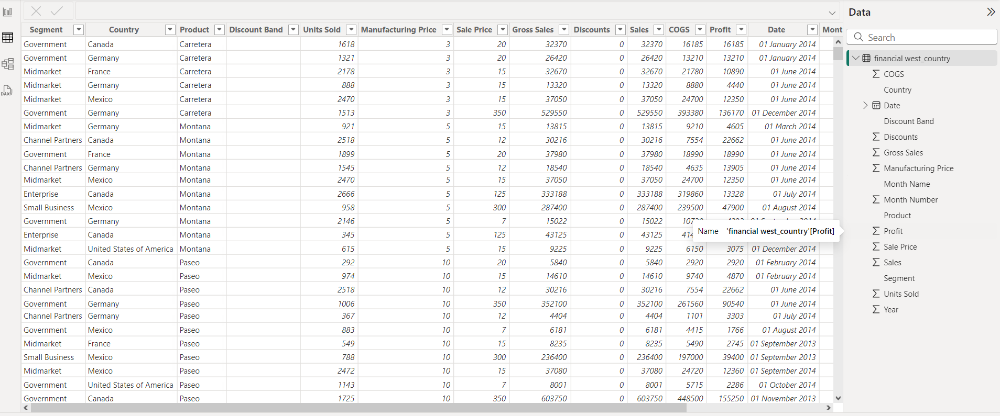 Data
Segment Country Product Discount Band Units Sold Manufacturing Price Sale Price Gross Sales Discounts Sales COGS Profit Date Mont
Government Canada Carretera 1618 3 20 32370 0 32370 16185 16185 01 January 2014
Government Germany Carretera 1321 3 20 26420 0 26420 13210 13210 01 January 2014
Midmarket France Carretera 2178 3 15 32670 0 32670 21780 10890 01 June 2014
Midmarket Germany Carretera 888 3 15 13320 0 13320 8880 4440 01 June 2014
Midmarket Mexico Carretera 2470 3 15 37050 0 37050 24700 12350 01 June 2014
Government Germany Carretera 1513 3 350 529550 0 529550 393380 136170 01 December 2014
Midmarket Germany Montana 921 5 15 13815 0 13815 9210 4605 01 March 2014
Channel Partners Canada Montana 2518 5 12 30216 0 30216 7554 22662 01 June 2014
Government France Montana 1899 5 20 37980 0 37980 18990 18990 01 June 2014
Channel Partners Germany Montana 1545 5 12 18540 0 18540 4635 13905 01 June 2014
Midmarket Mexico Montana 2470 5 15 37050 0 37050 24700 12350 01 June 2014
Enterprise Canada Montana 2666 5 125 333188 0 333188 319860 13328 01 July 2014
Small Business Mexico Montana 958 5 300 287400 0 287400 239500 47900 01 August 2014
Government Germany Montana 2146 5 7 15022 0 15022
Enterprise Canada Montana 345 5 125 43125 0 43125
Name 'financial west_country'[Profit]
Midmarket United States of America Montana 615 5 15 9225 0 9225 6150 3075 01 December 2014
Government Canada Paseo 292 10 20 5840 0 5840 2920 2920 01 February 2014
Midmarket Mexico Paseo 974 10 15 14610 0 14610 9740 4870 01 February 2014
Channel Partners Canada Paseo 2518 10 12 30216 0 30216 7554 22662 01 June 2014
Government Germany Paseo 1006 10 350 352100 0 352100 261560 90540 01 June 2014
Channel Partners Germany Paseo 367 10 12 4404 0 4404 1101 3303 01 July 2014
Government Mexico Paseo 883 10 7 6181 0 6181 4415 1766 01 August 2014
Midmarket France Paseo 549 10 15 8235 0 8235 5490 2745 01 September 2013
Small Business Mexico Paseo 788 10 300 236400 0 236400 197000 39400 01 September 2013
Midmarket Mexico Paseo 2472 10 15 37080 0 37080 24720 12360 01 September 2014
Government United States of America Paseo 1143 10 7 8001 0 8001 5715 2286 01 October 2014
Government Canada Paseo 1725 10 350 603750 0 603750 448500 155250 01 November 2013
DAX
Search
financial west_country
COGS
Country
Date
Discount Band
Discounts
Gross Sales
Manufacturing Price
Month Name
Month Number
Product
Profit
Sale Price
Sales
Segment
Units Sold
Year